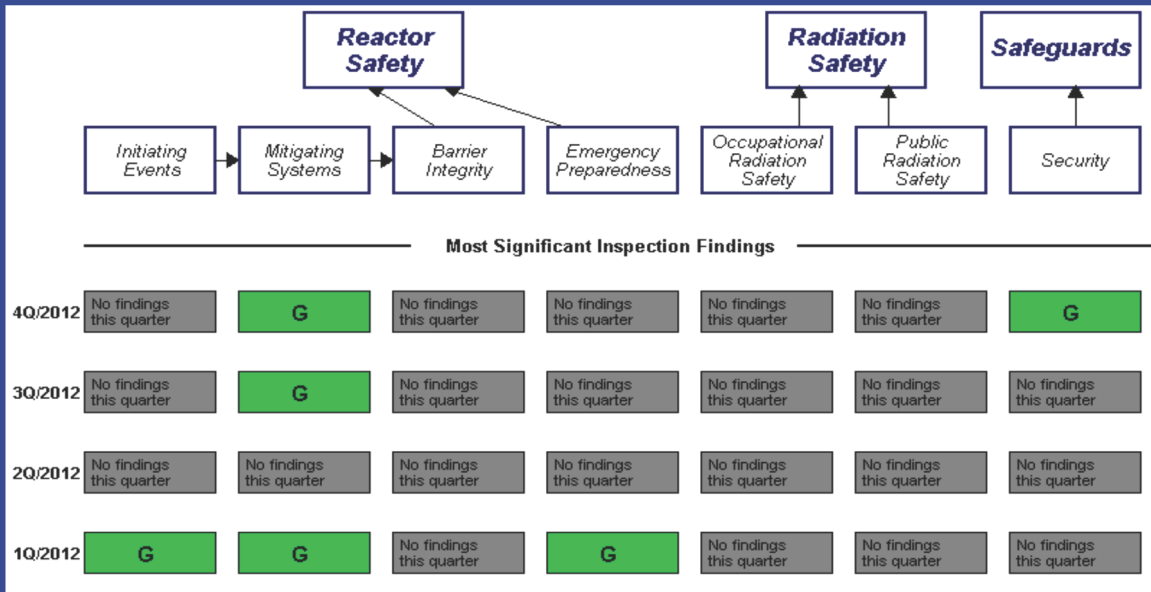 Reactor
Safety
Radiation
Safety
Safeguards
Initiating
Events
Mitigating
Systems
Barrier
Integrity
Emergency
Preparedness
Occupational
Radiation
Safety
Public
Radiation
Safety
Security
Most Significant Inspection Findings
4Q/2012
No findings
this quarter
G
No findings
this quarter
No findings
this quarter
No findings
this quarter
No findings
this quarter
G
3Q/2012
No findings
this quarter
G
No findings
this quarter
No findings
this quarter
No findings
this quarter
No findings
this quarter
No findings
this quarter
2Q/2012
No findings
this quarter
No findings
this quarter
No findings
this quarter
No findings
this quarter
No findings
this quarter
No findings
this quarter
No findings
this quarter
1Q/2012
G
G
No findings
this quarter
G
No findings
this quarter
No findings
this quarter
No findings
this quarter